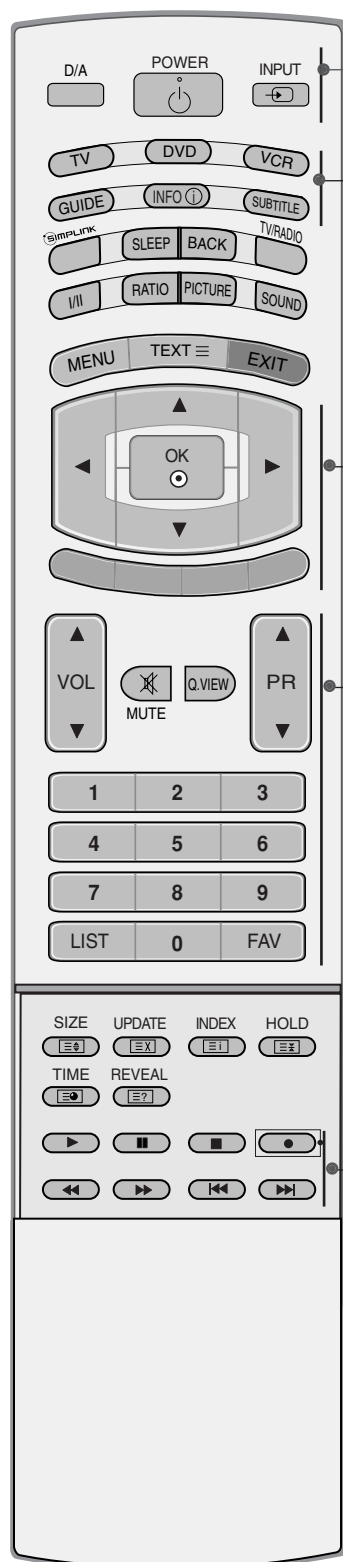 D/A POWER INPUT
TV DVD VCR
GUIDE INFO ⓘ SUBTITLE
SIMPLINK SLEEP BACK TV/RADIO
I/II RATIO PICTURE SOUND
MENU TEXT EXIT
OK
VOL MUTE Q.VIEW PR
1 2 3
4 5 6
7 8 9
LIST 0 FAV
SIZE UPDATE INDEX HOLD
X i
TIME REVEAL
?